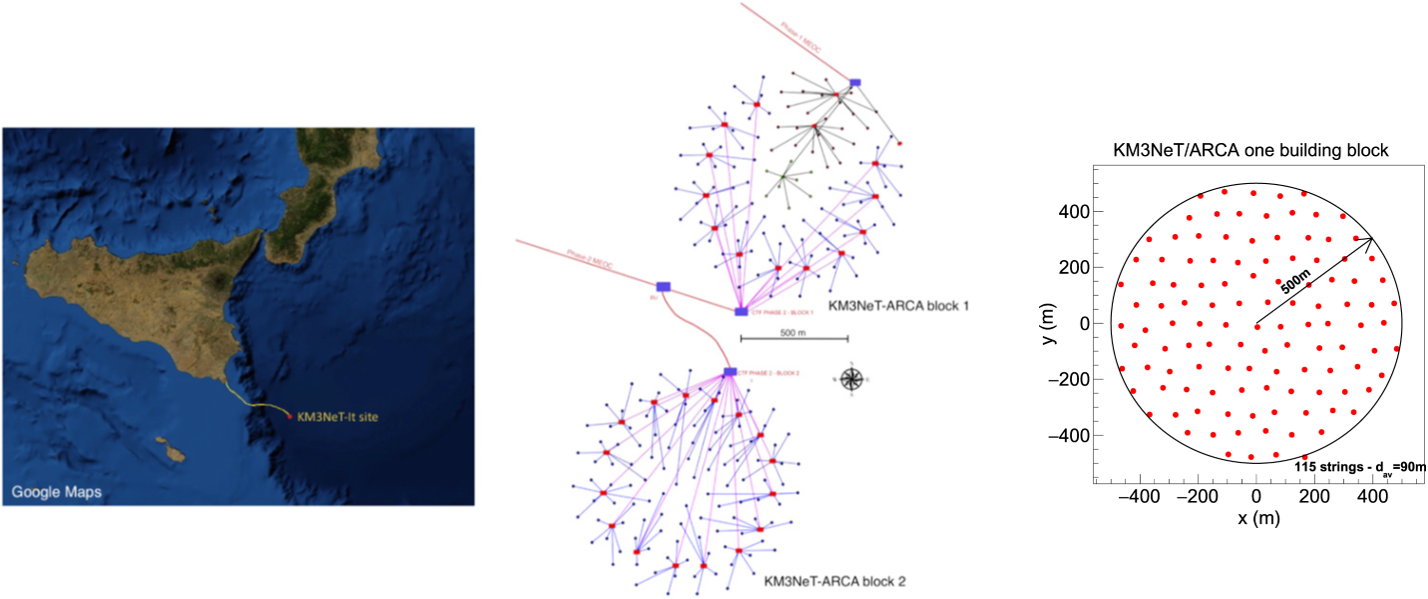 KM3NeT-It site
Google Maps
Phase-1 MEOC
Phase-2 MEOC
BU
CTF PHASE 2 - BLOCK 1
KM3NeT-ARCA block 1
500 m
CTF PHASE 2 - BLOCK 2
KM3NeT-ARCA block 2
KM3NeT/ARCA one building block
y (m)
400
200
0
−200
−400
500m
115 strings - d_av=90m
−400 −200 0 200 400
x (m)